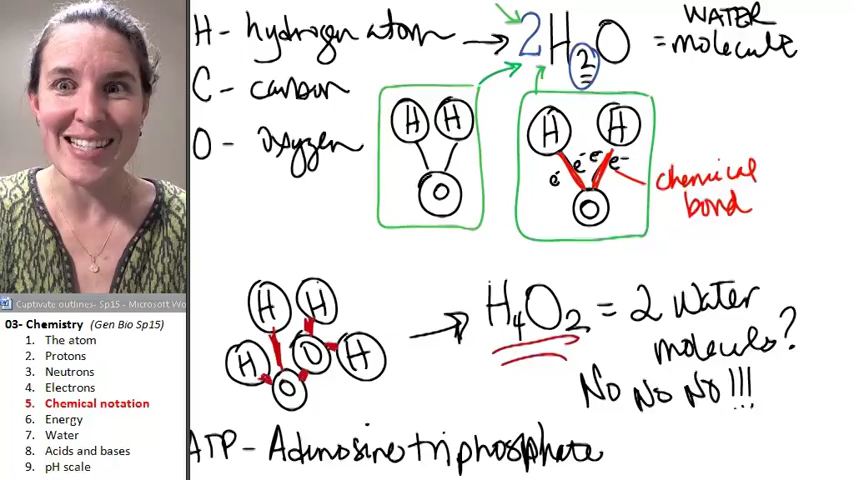 H - hydrogen atom → 2H2O = WATER molecule
C - carbon
O - oxygen
H H
O
H H
e- e- e- e-
O
chemical bond
H H
H O H
O
→ H4O2 = 2 Water molecules?
No No No!!!
ATP - Adinosine triphosphate
Captivate outlines- Sp15 - Microsoft Wo
03- Chemistry (Gen Bio Sp15)
1. The atom
2. Protons
3. Neutrons
4. Electrons
5. Chemical notation
6. Energy
7. Water
8. Acids and bases
9. pH scale